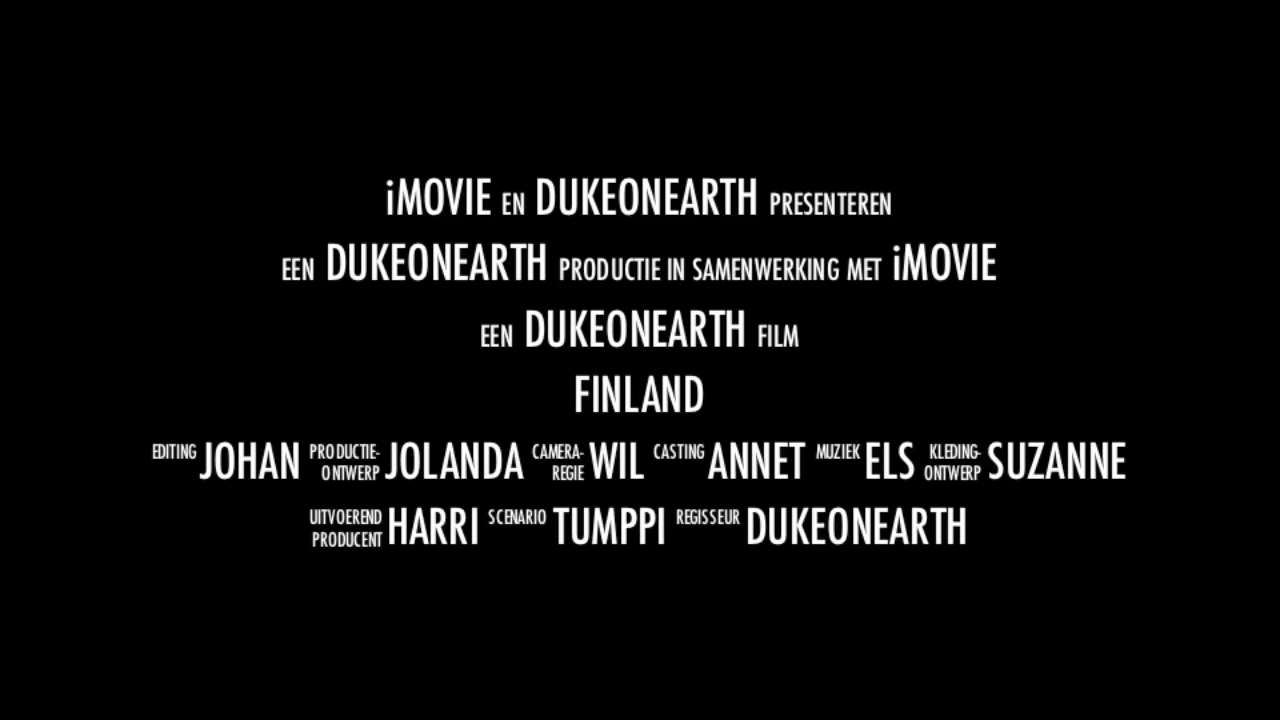 iMOVIE EN DUKEONEARTH PRESENTEREN
EEN DUKEONEARTH PRODUCTIE IN SAMENWERKING MET iMOVIE
EEN DUKEONEARTH FILM
FINLAND
EDITING JOHAN PRODUCTIE-ONTWERP JOLANDA CAMERA-REGIE WIL CASTING ANNET MUZIEK ELS KLEDING-ONTWERP SUZANNE
UITVOEREND PRODUCENT HARRI SCENARIO TUMPPI REGISSEUR DUKEONEARTH